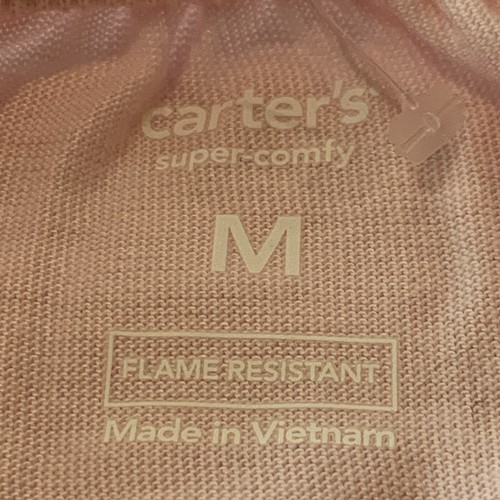 carter's
super-comfy
M
FLAME RESISTANT
Made in Vietnam